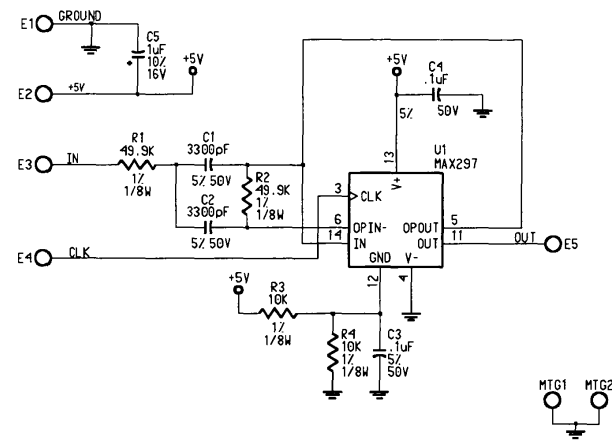 E1 GROUND
C5
1uF
10%
16V
+5V
E2 +5V
+5V
C4
.1uF
5%
50V
R1
49.9K
1%
1/8W
C1
3300pF
5% 50V
E3 IN
R2
49.9K
1%
1/8W
C2
3300pF
5% 50V
E4 CLK
U1
MAX297
13
V+
3
CLK
6
OPIN-
OPOUT
5
14
IN
OUT
11
OUT E5
GND
V-
12
4
+5V
R3
10K
1%
1/8W
R4
10K
1%
1/8W
C3
.1uF
5%
50V
MTG1 MTG2